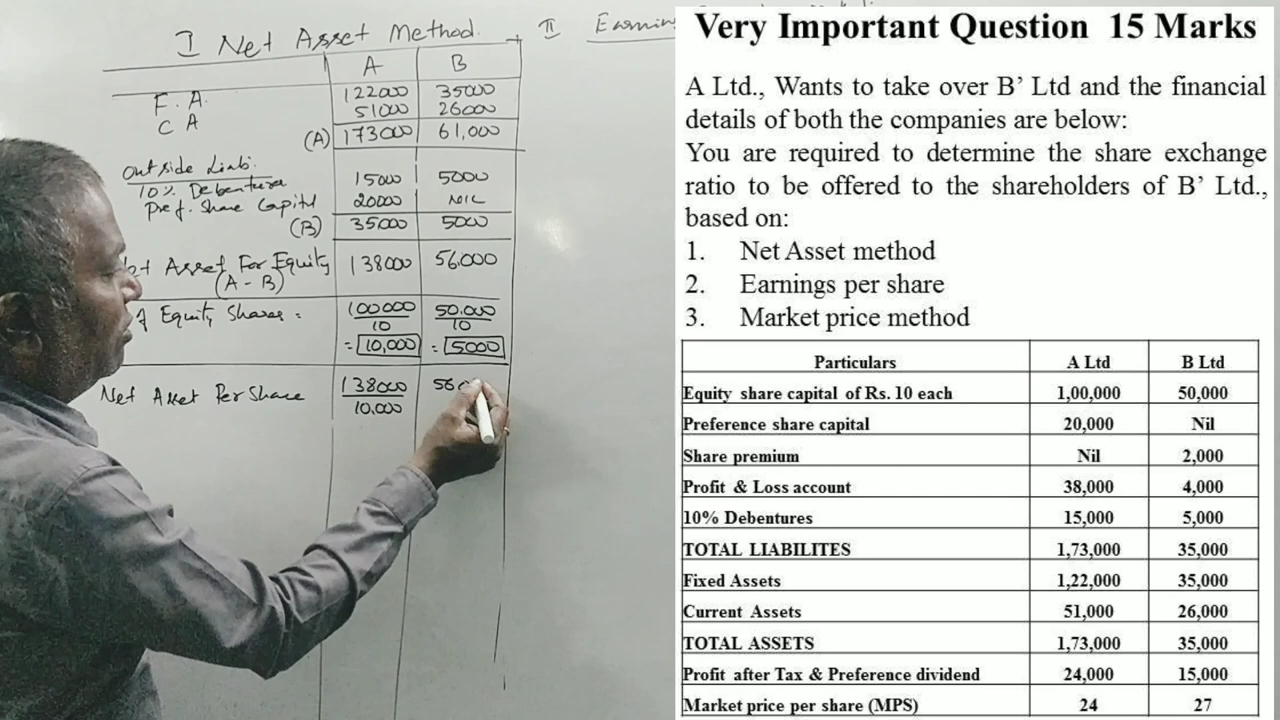 I Net Asset Method.
II
A B
F. A. 122000 35000
C A 51000 26000
(A) 173000 61,000
Outside Liab.
10% Debenture 15000 5000
Pref. Share Capital 20000 NIL
(B) 35000 5000
Asset For Equity 138000 56.000
(A - B)
Equity Shares = 100000 50.000
10 10
= 10,000 = 5000
Net Asset Per Share 138000
10,000
Very Important Question 15 Marks
A Ltd., Wants to take over B’ Ltd and the financial
details of both the companies are below:
You are required to determine the share exchange
ratio to be offered to the shareholders of B’ Ltd.,
based on:
1. Net Asset method
2. Earnings per share
3. Market price method
Particulars A Ltd B Ltd
Equity share capital of Rs. 10 each 1,00,000 50,000
Preference share capital 20,000 Nil
Share premium Nil 2,000
Profit & Loss account 38,000 4,000
10% Debentures 15,000 5,000
TOTAL LIABILITES 1,73,000 35,000
Fixed Assets 1,22,000 35,000
Current Assets 51,000 26,000
TOTAL ASSETS 1,73,000 35,000
Profit after Tax & Preference dividend 24,000 15,000
Market price per share (MPS) 24 27